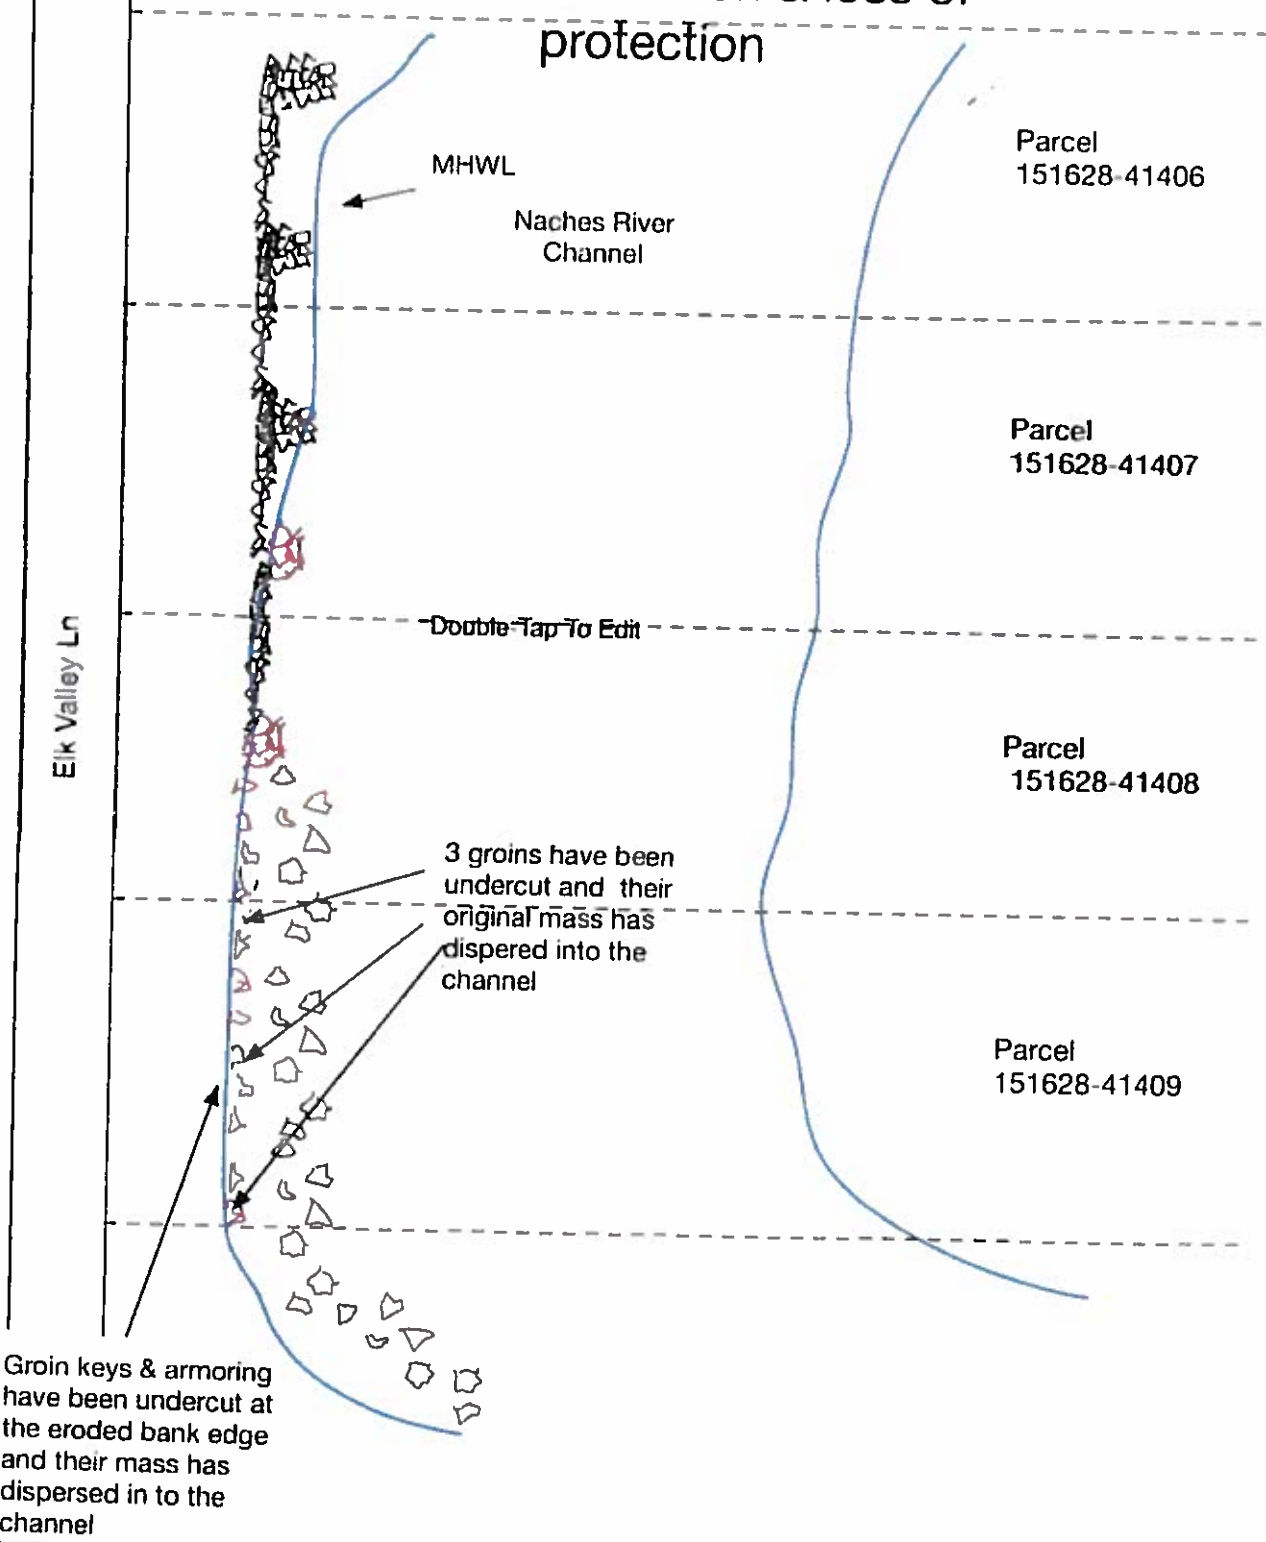 protection
MHWL
Naches River
Channel
Parcel
151628-41406
Parcel
151628-41407
Double Tap To Edit
Elk Valley Ln
Parcel
151628-41408
3 groins have been
undercut and their
original mass has
dispered into the
channel
Parcel
151628-41409
Groin keys & armoring
have been undercut at
the eroded bank edge
and their mass has
dispersed in to the
channel